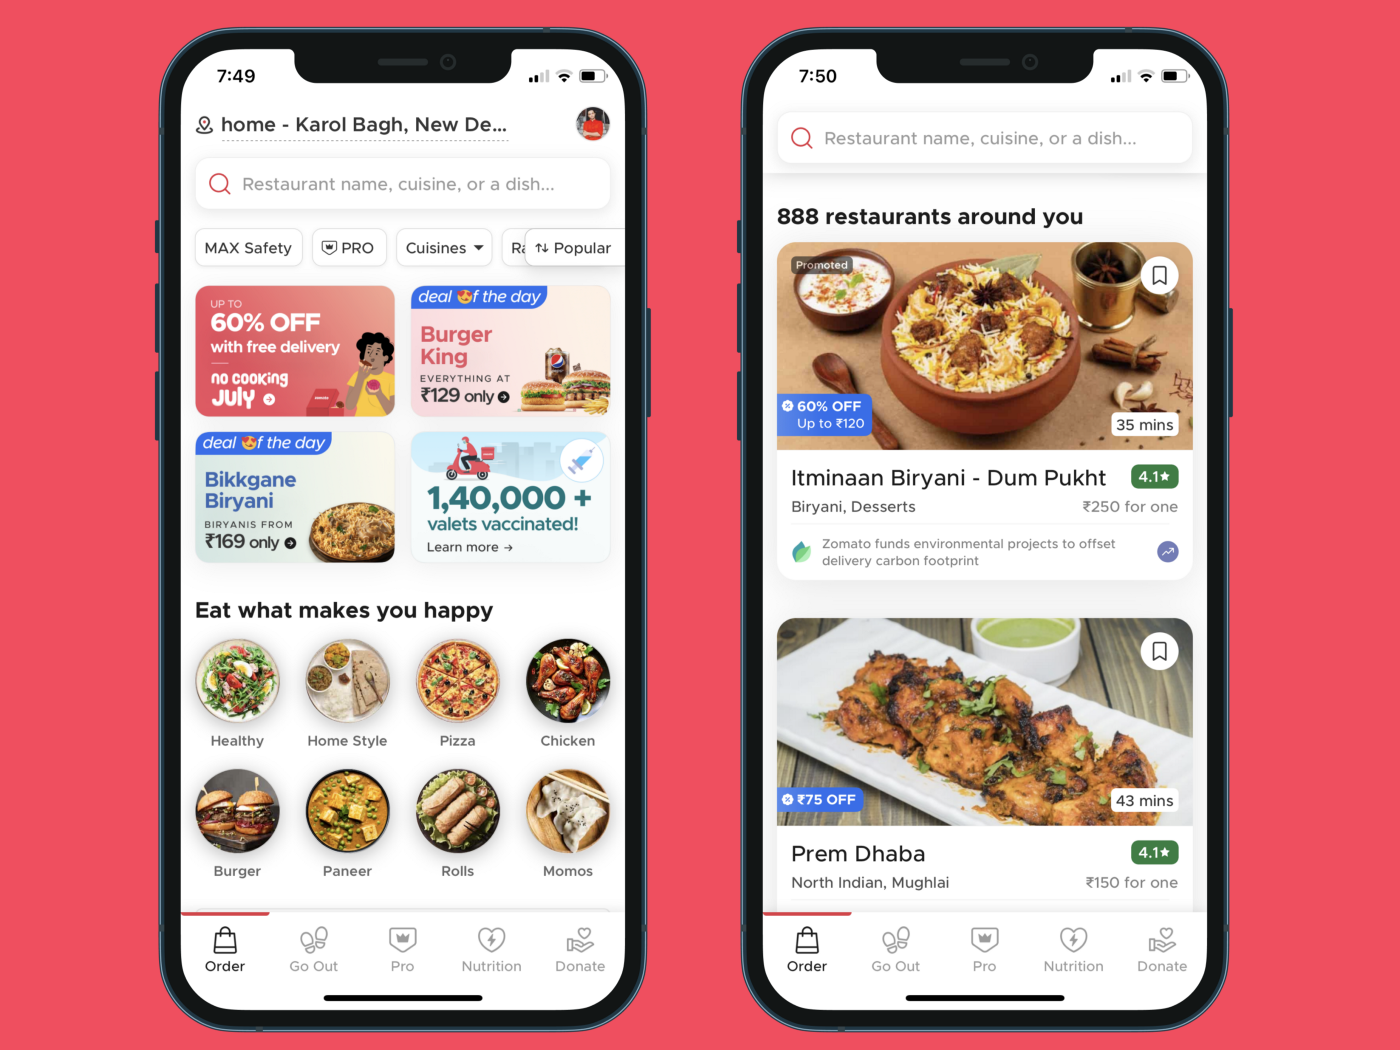 7:49
home - Karol Bagh, New De...
Restaurant name, cuisine, or a dish...
MAX Safety
PRO
Cuisines
Ra
Popular
UP TO
60% OFF
with free delivery
no cooking
JULY
deal of the day
Burger
King
EVERYTHING AT
₹129 only
deal of the day
Bikkgane
Biryani
BIRYANIS FROM
₹169 only
1,40,000 +
valets vaccinated!
Learn more →
Eat what makes you happy
Healthy
Home Style
Pizza
Chicken
Burger
Paneer
Rolls
Momos
Order
Go Out
Pro
Nutrition
Donate
7:50
Restaurant name, cuisine, or a dish...
888 restaurants around you
Promoted
60% OFF
Up to ₹120
35 mins
Itminaan Biryani - Dum Pukht
4.1★
Biryani, Desserts
₹250 for one
Zomato funds environmental projects to offset
delivery carbon footprint
₹75 OFF
43 mins
Prem Dhaba
4.1★
North Indian, Mughlai
₹150 for one
Order
Go Out
Pro
Nutrition
Donate